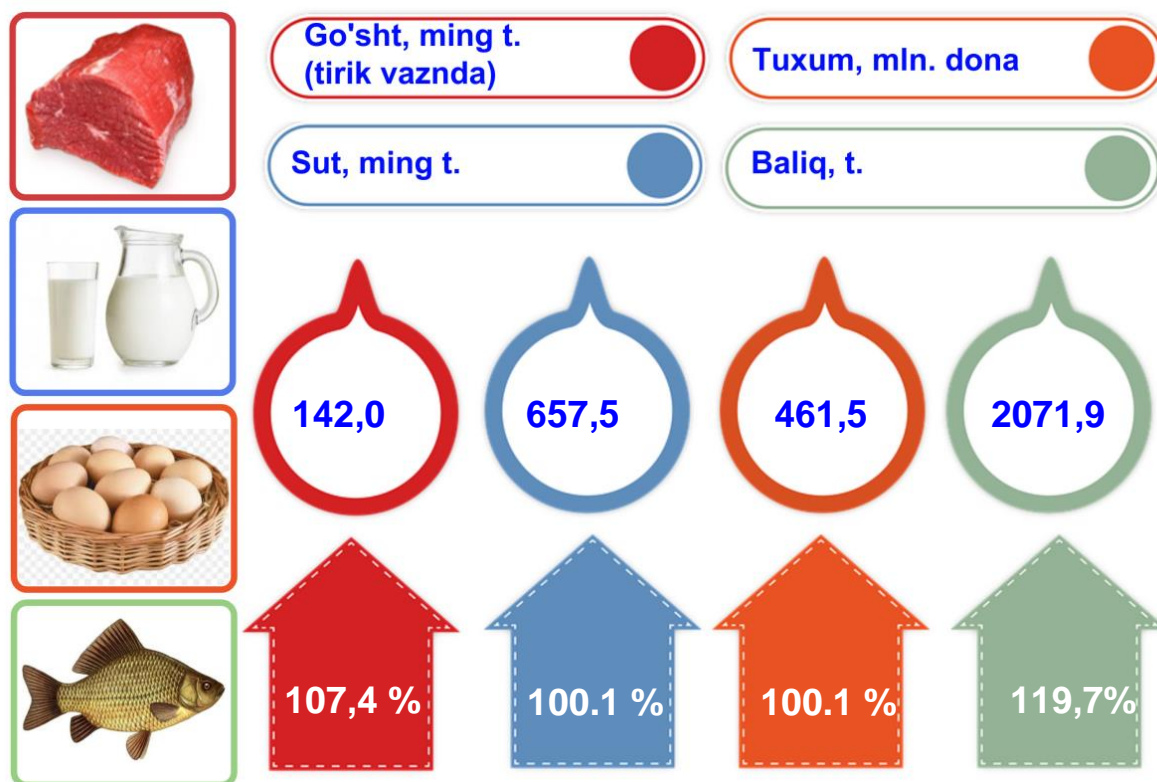 Go'sht, ming t.
(tirik vaznda)
Tuxum, mln. dona
Sut, ming t.
Baliq, t.
142,0
657,5
461,5
2071,9
107,4 %
100.1 %
100.1 %
119,7%